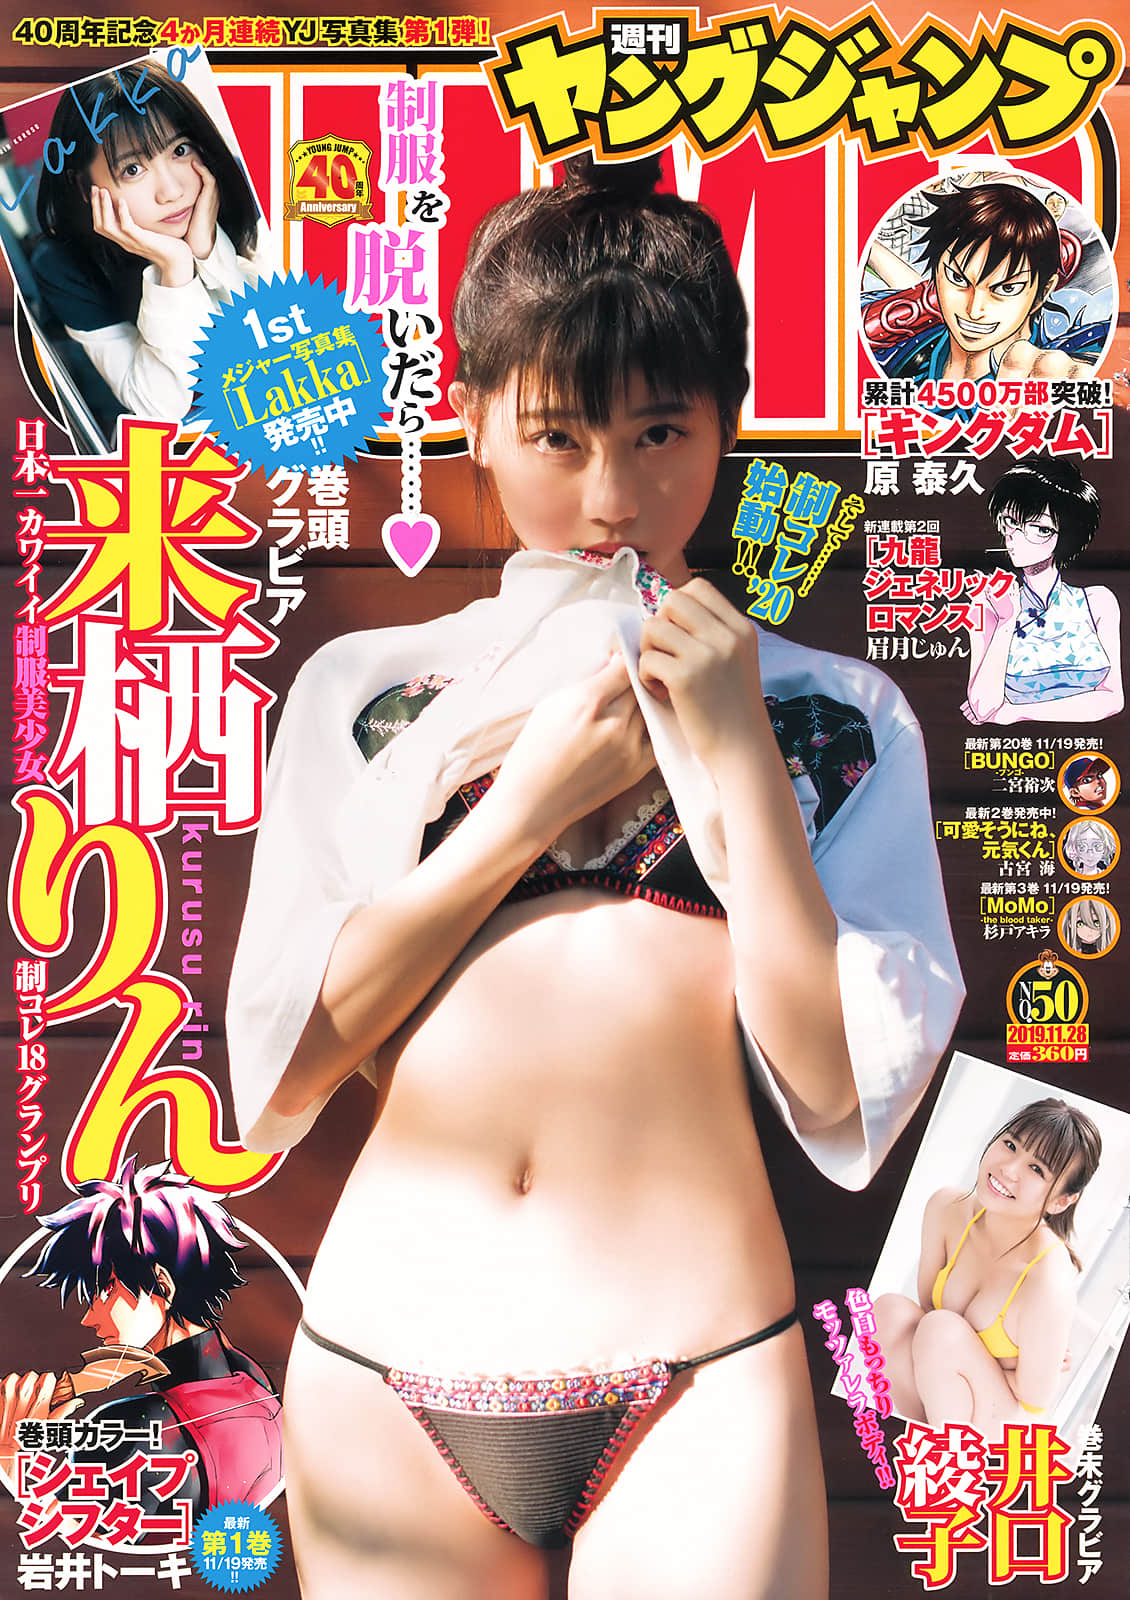 40周年記念4か月連続YJ写真集第1弾!
週刊
ヤングジャンプ
JUMP
Lakka
RIN KURUSU
YOUNG JUMP
40
周年
Anniversary
制服を
脱いだら……♥
1st
メジャー写真集
[Lakka]
発売中!!
巻頭
グラビア
来栖りん
kurusu rin
日本一カワイイ制服美少女
制コレ18グランプリ
そして……
制コレ'20
始動!!
累計4500万部突破!
[キングダム]
原 泰久
新連載第2回
[九龍
ジェネリック
ロマンス]
眉月じゅん
最新第20巻 11/19発売!
[BUNGO]
-ブンゴ-
二宮裕次
最新2巻発売中!
[可愛そうにね、
元気くん]
古宮 海
最新第3巻 11/19発売!
[MoMo]
-the blood taker-
杉戸アキラ
NO.50
2019.11.28
定価360円
色白もっちり
モッツァレラボディ!!
巻末グラビア
井口
綾子
巻頭カラー!
[シェイプ
シフター]
岩井トーキ
最新
第1巻
11/19発売
!!